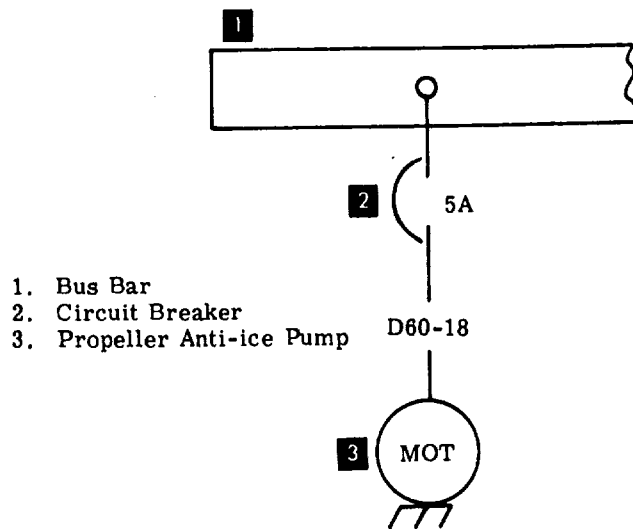 1
2
5A
1. Bus Bar
2. Circuit Breaker
3. Propeller Anti-ice Pump
D60-18
3
MOT